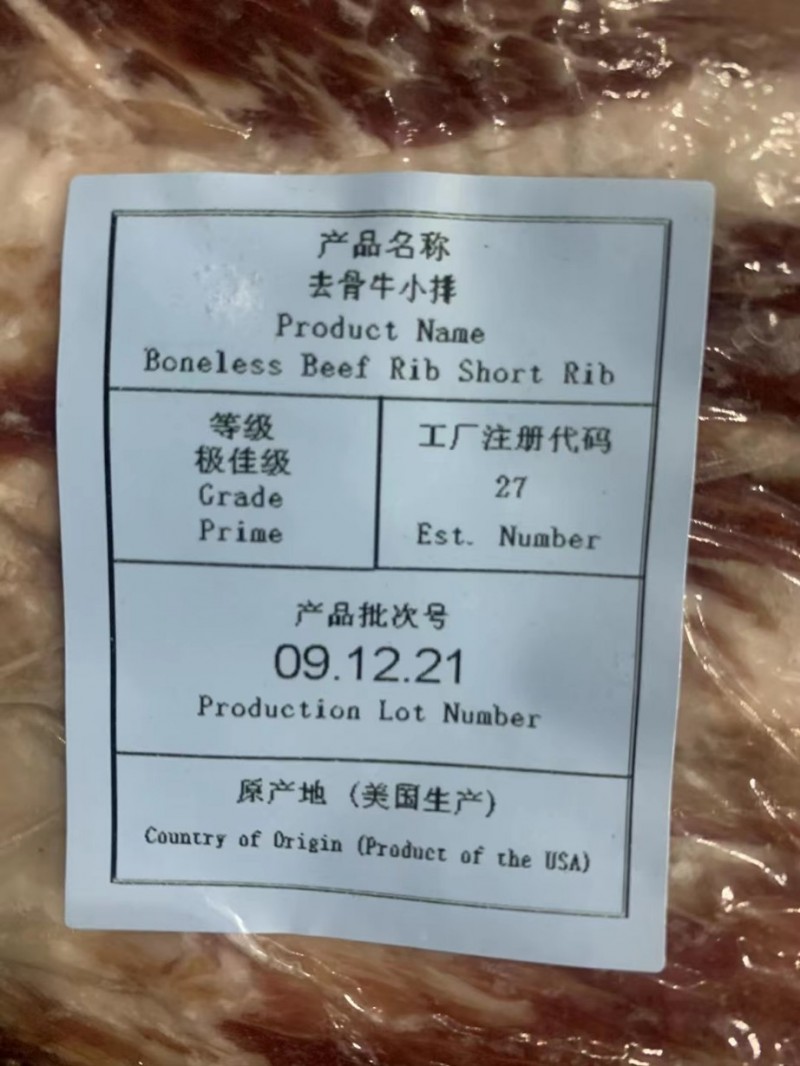 产品名称
去骨牛小排
Product Name
Boneless Beef Rib Short Rib
等级
极佳级
Grade
Prime
工厂注册代码
27
Est. Number
产品批次号
09.12.21
Production Lot Number
原产地 (美国生产)
Country of Origin (Product of the USA)